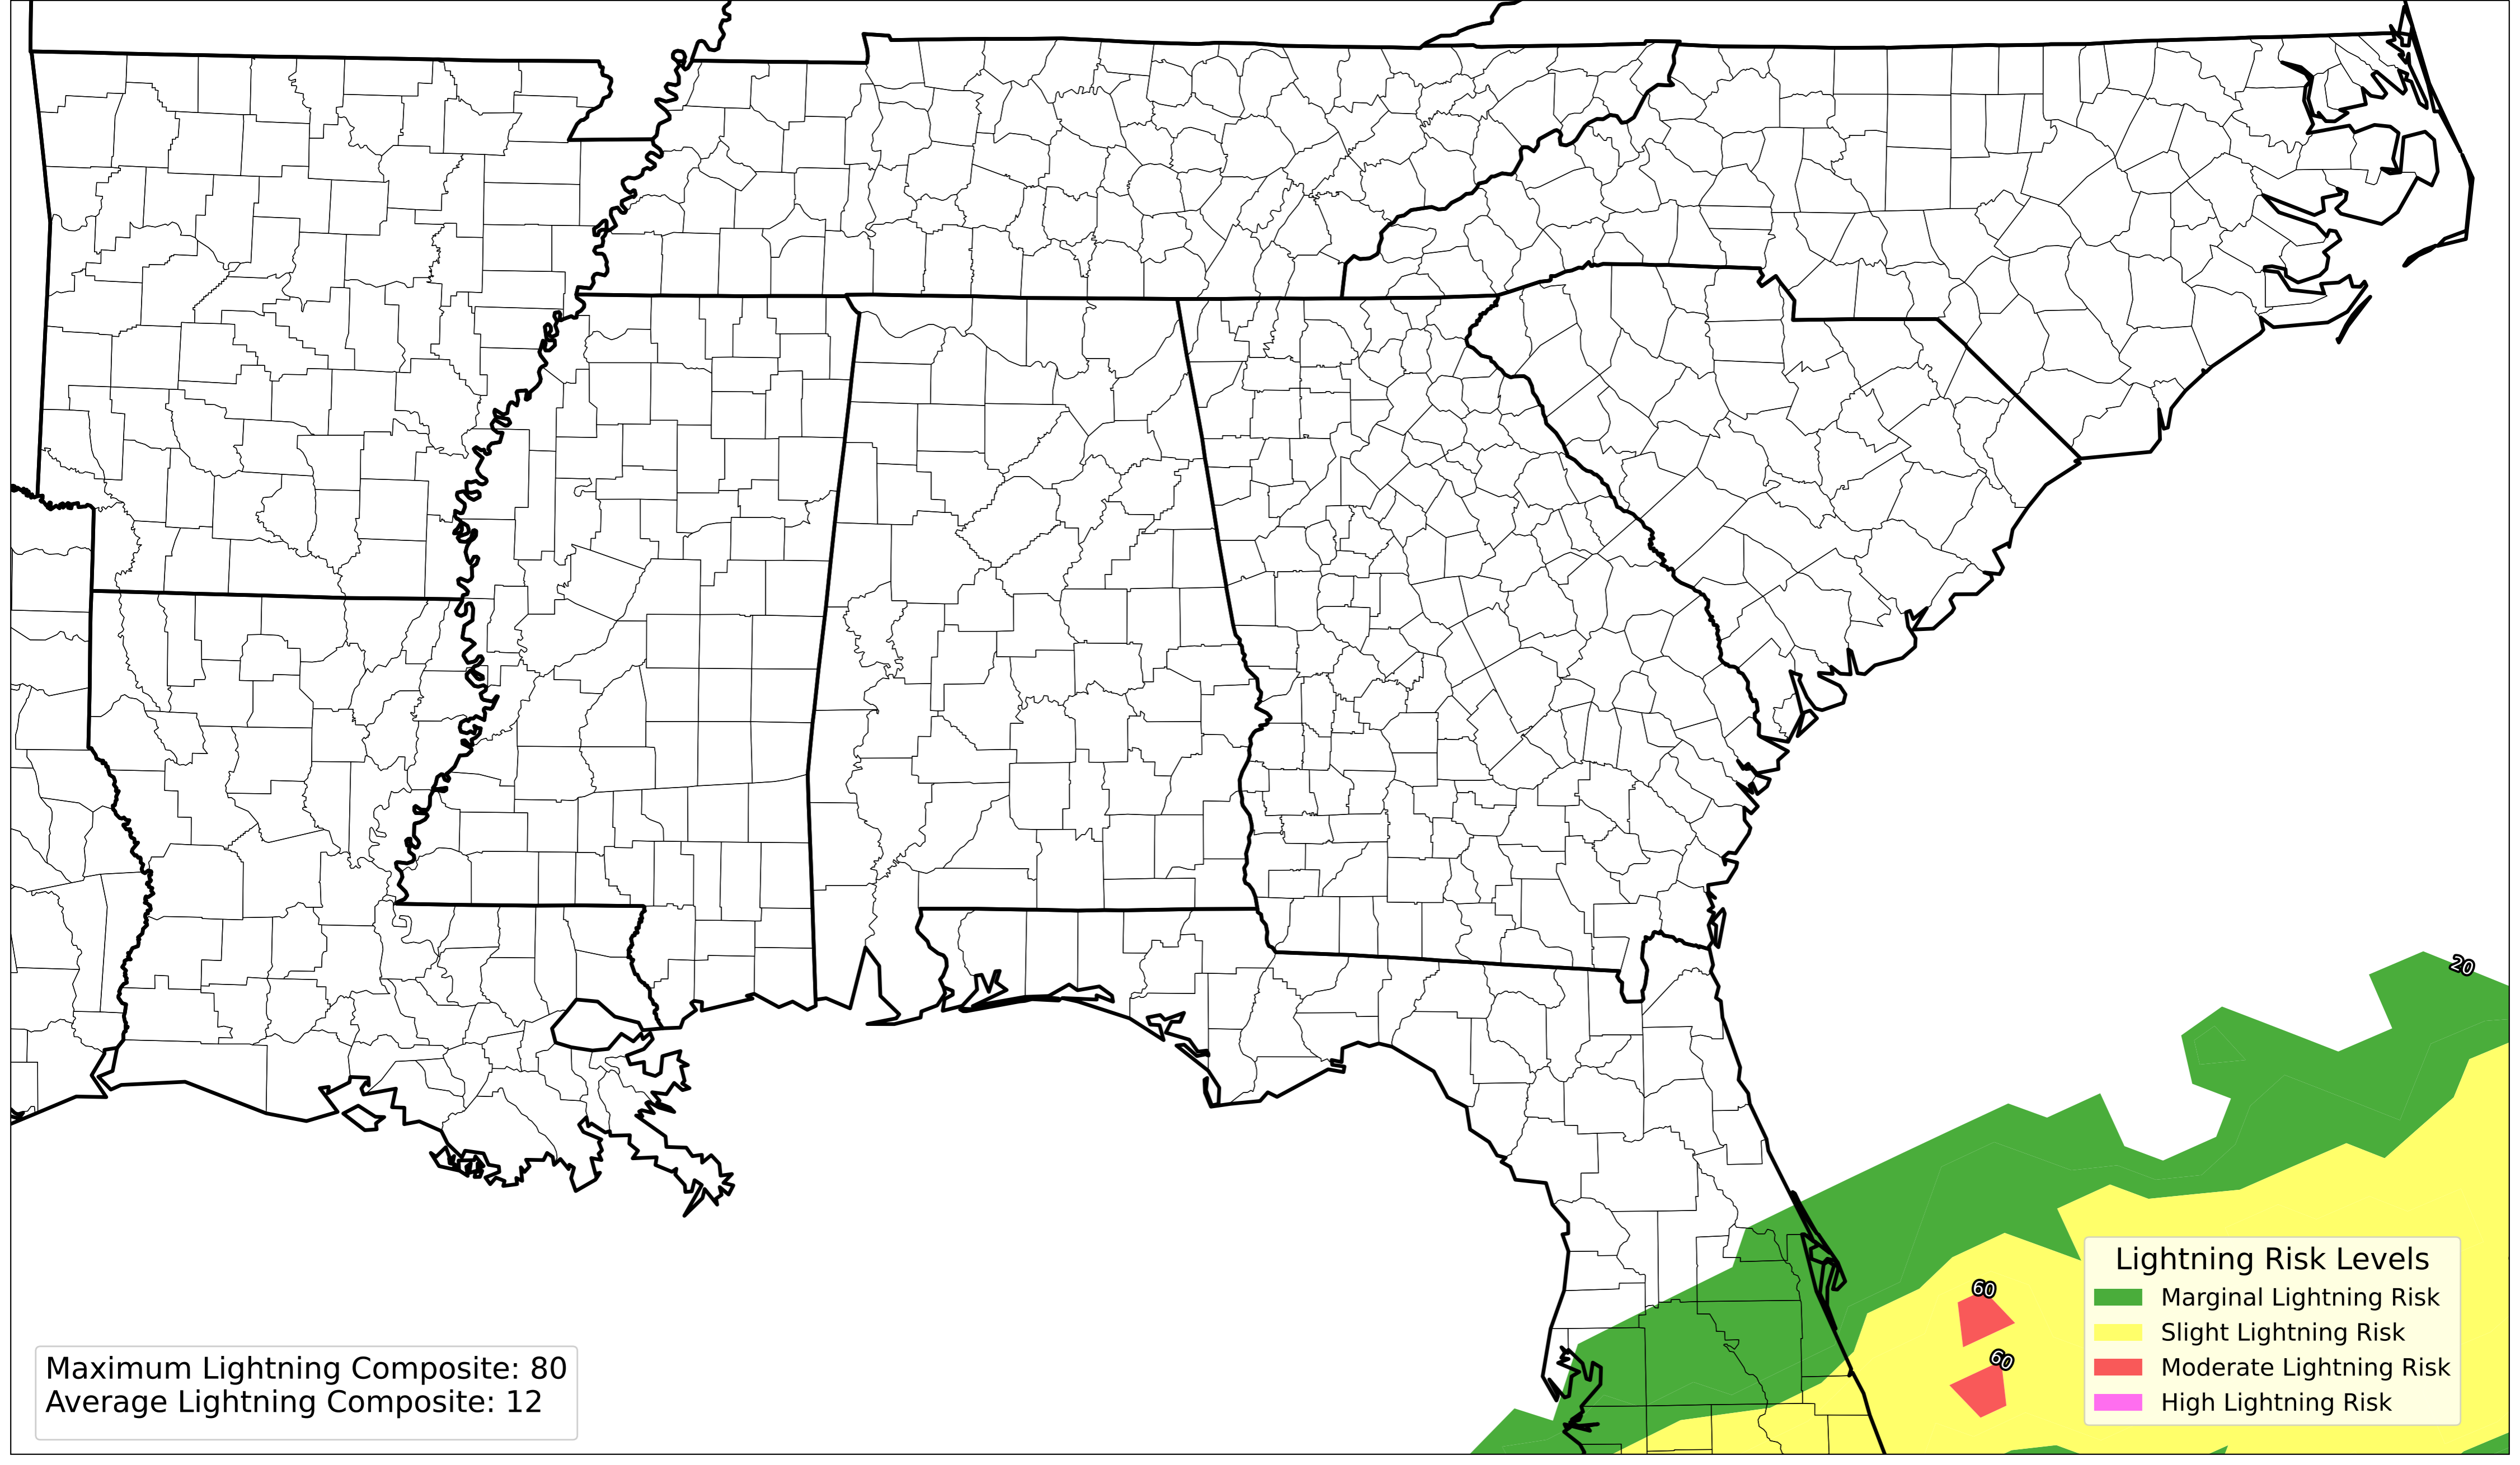 20
60
60
Lightning Risk Levels
Marginal Lightning Risk
Slight Lightning Risk
Moderate Lightning Risk
High Lightning Risk
Maximum Lightning Composite: 80
Average Lightning Composite: 12